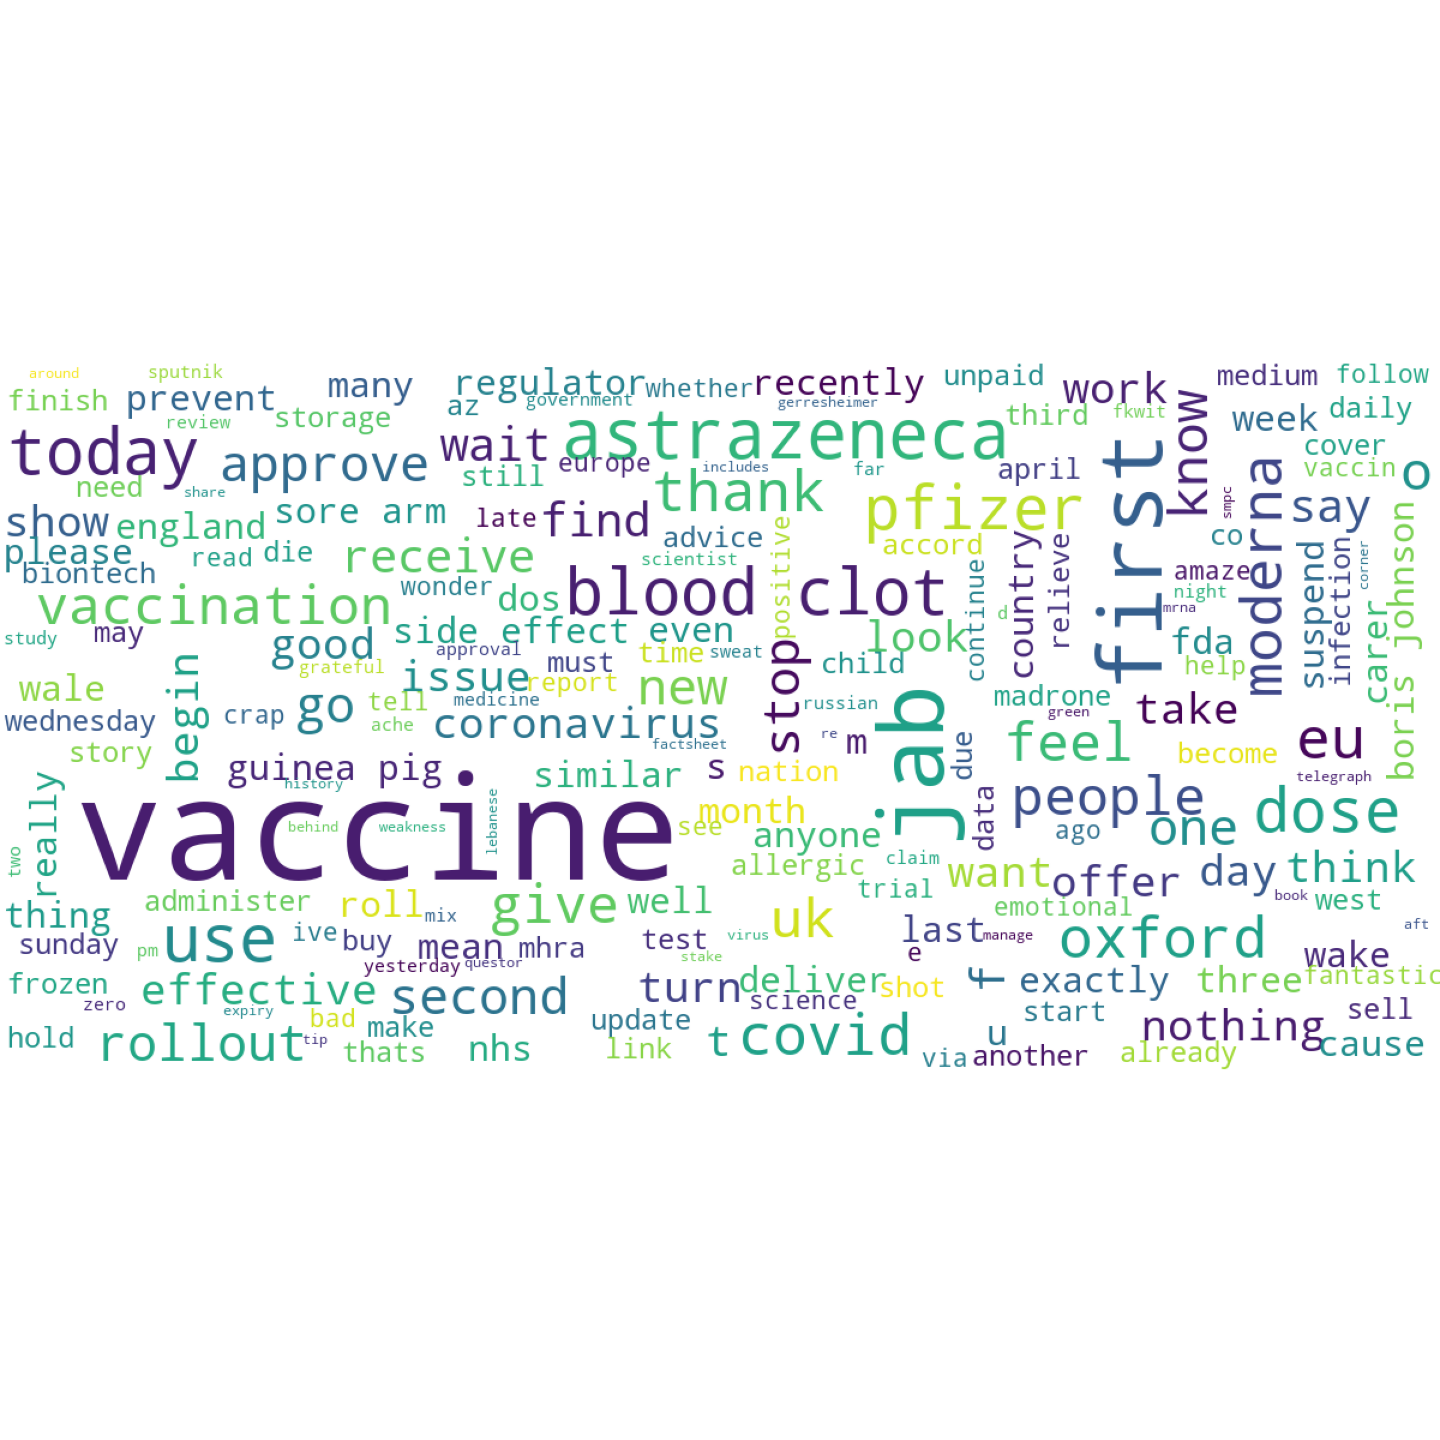 around
sputnik
finish
prevent
many
regulator
whether
recently
unpaid
work
medium
follow
review
storage
az
government
gerresheimer
third
fkwit
know
week
daily
today
approve
wait
europe
astrazeneca
includes
far
april
first
moderna
cover
vaccin
o
need
share
still
thank
pfizer
smpc
say
show
england
sore arm
late
find
advice
positive
accord
country
relieve
co
suspend
infection
corner
boris johnson
please
read
die
receive
scientist
continue
amaze
biontech
wonder
dos
blood clot
d
night
mrna
carer
vaccination
study
may
good
side effect
even
look
fda
approval
must
time
sweat
stop
child
help
wale
begin
grateful
issue
report
new
russian
madrone
green
take
wednesday
crap
go
tell
medicine
ache
coronavirus
factsheet
re
m
jab
due
feel
become
eu
story
guinea pig
similar
s
nation
telegraph
really
history
vaccine
lebanese
month
data
people
one
dose
two
behind
weakness
see
anyone
ago
allergic
claim
want
offer
day
think
thing
administer
roll
mix
give
well
trial
emotional
book
west
sunday
pm
use
ive
buy
mean
mhra
test
virus
uk
last
manage
oxford
aft
yesterday
questor
stake
e
wake
frozen
zero
effective
expiry
second
turn
deliver
science
shot
f
exactly
three
fantastic
hold
rollout
tip
bad
make
thats
nhs
update
link
t
covid
via
u
another
start
already
nothing
sell
cause